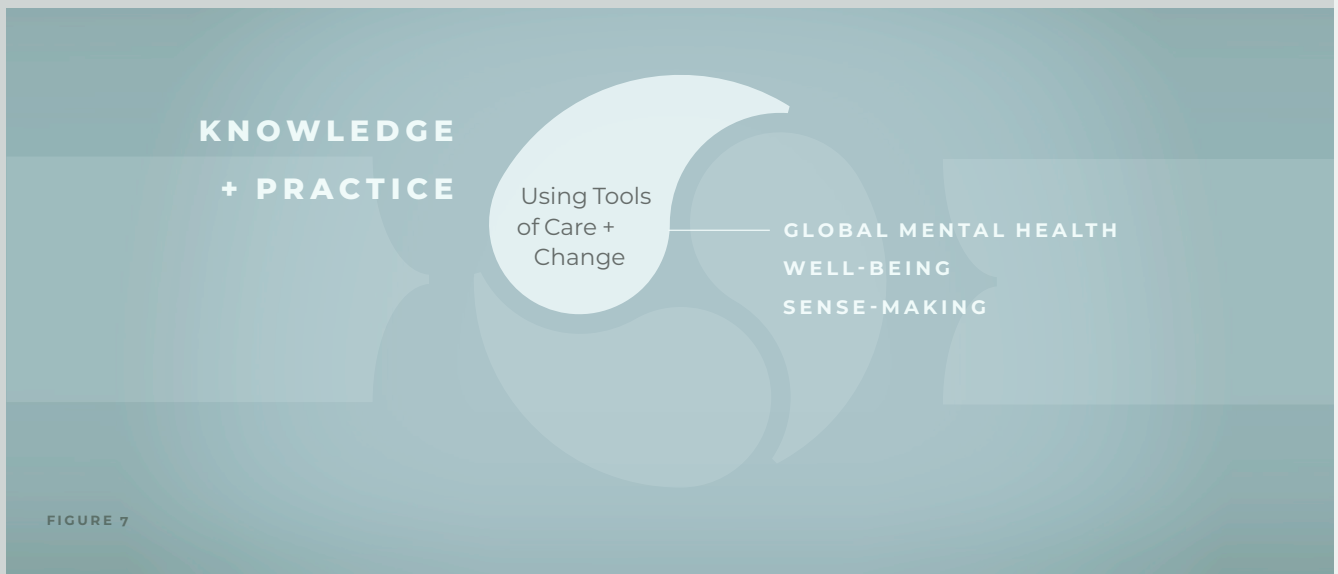 KNOWLEDGE
+ PRACTICE
Using Tools
of Care +
Change
GLOBAL MENTAL HEALTH
WELL-BEING
SENSE-MAKING
FIGURE 7